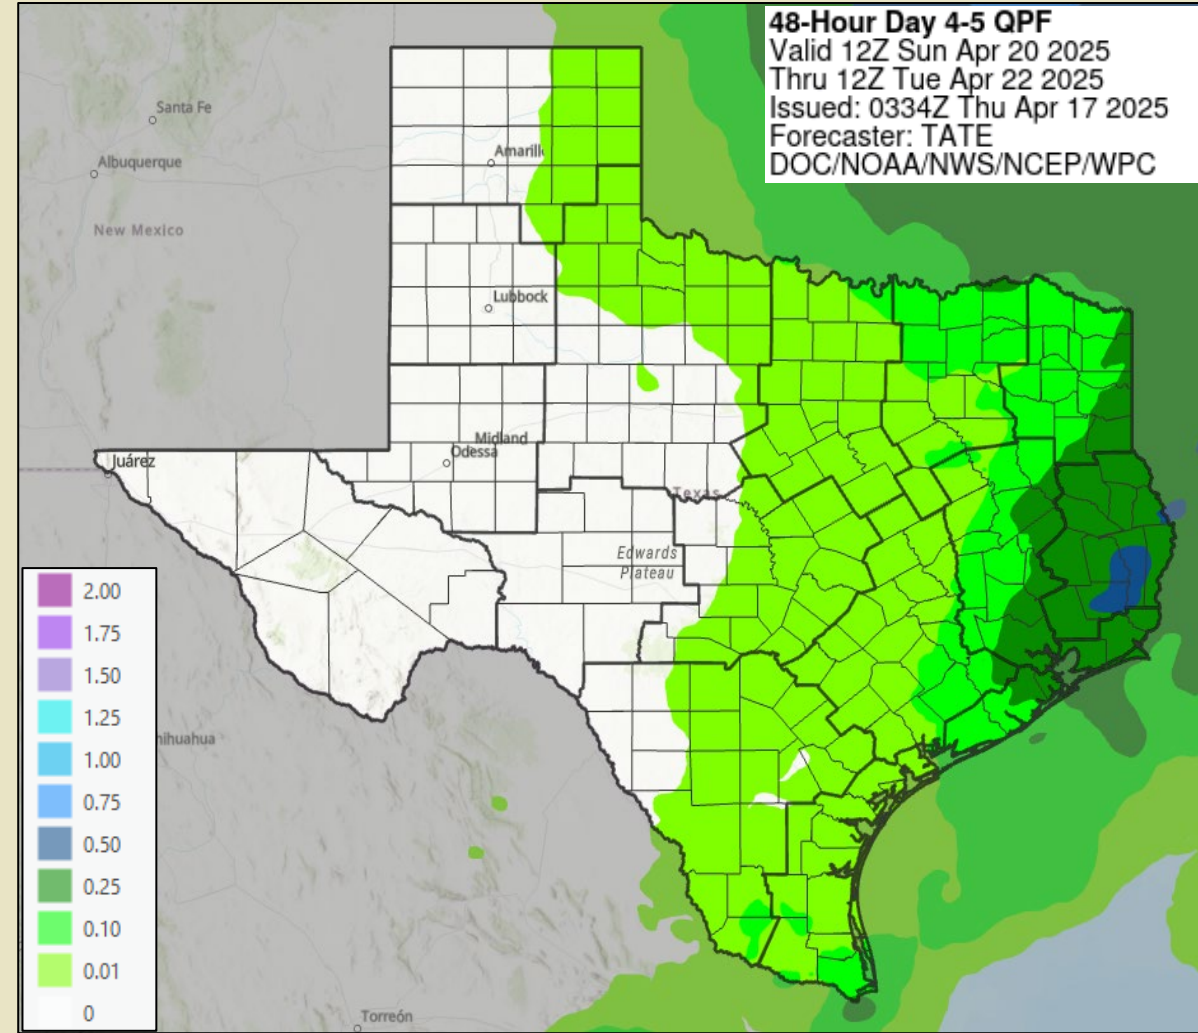 48-Hour Day 4-5 QPF
Valid 12Z Sun Apr 20 2025
Thru 12Z Tue Apr 22 2025
Issued: 0334Z Thu Apr 17 2025
Forecaster: TATE
DOC/NOAA/NWS/NCEP/WPC
Santa Fe
Amarill
Albuquerque
New Mexico
Lubbock
Midland
Odessa
Juárez
Texas
Edwards
Plateau
hihuahua
Torreón
2.00
1.75
1.50
1.25
1.00
0.75
0.50
0.25
0.10
0.01
0